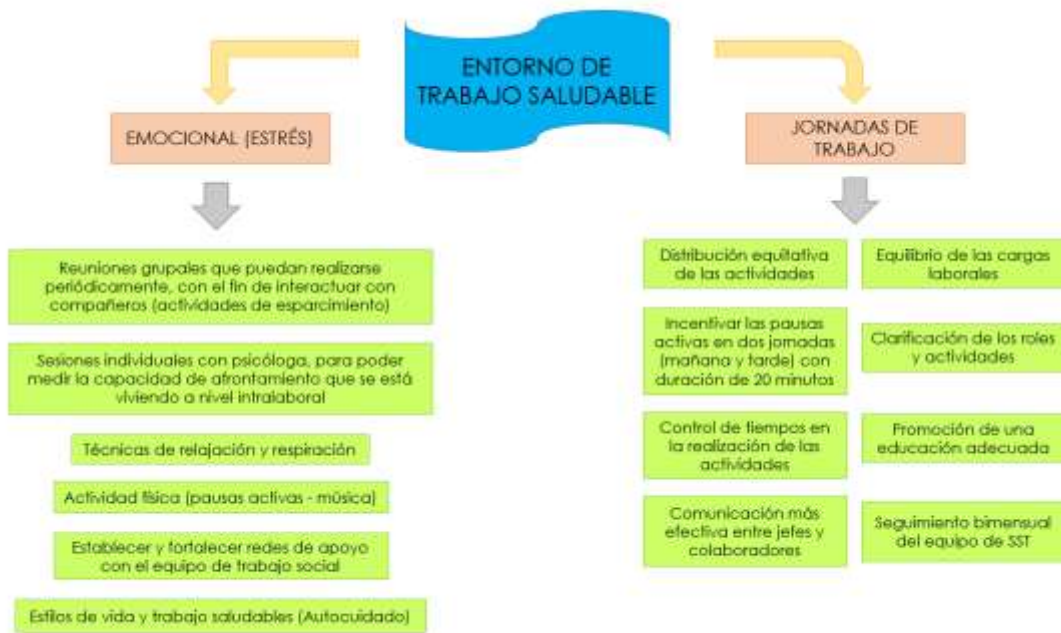 ENTORNO DE
TRABAJO SALUDABLE
EMOCIONAL (ESTRÉS)
Reuniones grupales que puedan realizarse
periódicamente, con el fin de interactuar con
compañeros (actividades de esparcimiento)
Sesiones individuales con psicóloga, para poder
medir la capacidad de afrontamiento que se está
viviendo a nivel intralaboral
Técnicas de relajación y respiración
Actividad física (pausas activas - música)
Establecer y fortalecer redes de apoyo
con el equipo de trabajo social
Estilos de vida y trabajo saludables (Autocuidado)
JORNADAS DE
TRABAJO
Distribución equitativa
de las actividades
Equilibrio de las cargas
laborales
Incentivar las pausas
activas en dos jornadas
(mañana y tarde) con
duración de 20 minutos
Clarificación de los roles
y actividades
Control de tiempos en
la realización de las
actividades
Promoción de una
educación adecuada
Comunicación más
efectiva entre jefes y
colaboradores
Seguimiento bimensual
del equipo de SST